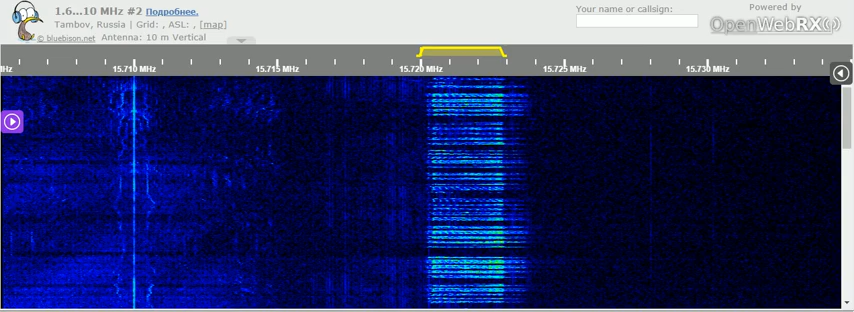 1.6...10 MHz #2 Подробнее.
Tambov, Russia | Grid: , ASL: , [map]
© bluebison.net Antenna: 10 m Vertical
Your name or callsign:
Powered by
OpenWebRX
Hz 15.710 MHz 15.715 MHz 15.720 MHz 15.725 MHz 15.730 MHz